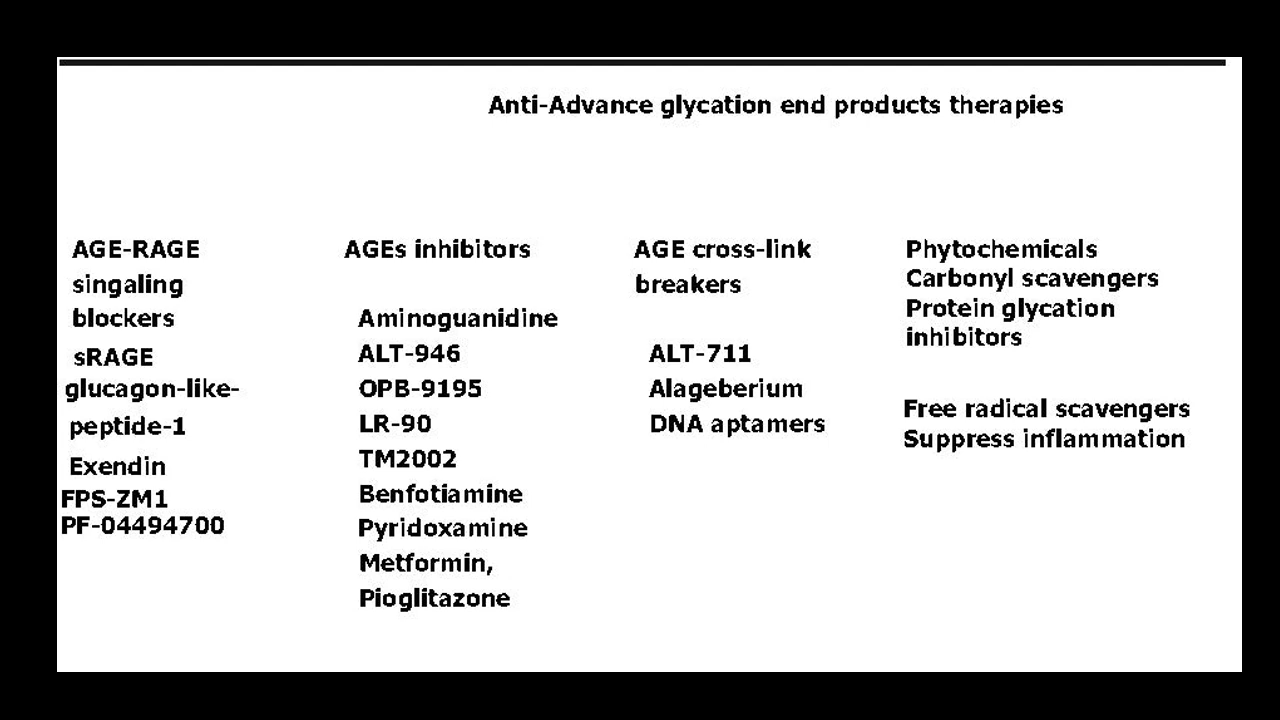 Anti-Advance glycation end products therapies
AGE-RAGE
singaling
blockers
sRAGE
glucagon-like-
peptide-1
Exendin
FPS-ZM1
PF-04494700
AGEs inhibitors
Aminoguanidine
ALT-946
OPB-9195
LR-90
TM2002
Benfotiamine
Pyridoxamine
Metformin,
Pioglitazone
AGE cross-link
breakers
ALT-711
Alageberium
DNA aptamers
Phytochemicals
Carbonyl scavengers
Protein glycation
inhibitors
Free radical scavengers
Suppress inflammation